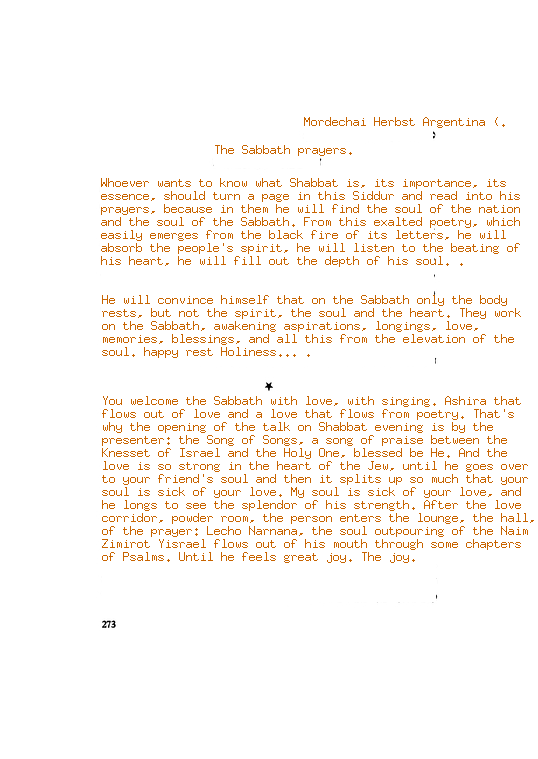 Mordechai Herbst Argentina (.
The Sabbath prayers.
Whoever wants to know what Shabbat is, its importance, its
essence, should turn a page in this Siddur and read into his
prayers, because in them he will find the soul of the nation
and the soul of the Sabbath. From this exalted poetry, which
easily emerges from the black fire of its letters, he will
absorb the people's spirit, he will listen to the beating of
his heart, he will fill out the depth of his soul. .
He will convince himself that on the Sabbath only the body
rests, but not the spirit, the soul and the heart. They work
on the Sabbath, awakening aspirations, longings, love,
memories, blessings, and all this from the elevation of the
soul. happy rest Holiness... .
★
You welcome the Sabbath with love, with singing. Ashira that
flows out of love and a love that flows from poetry. That's
why the opening of the talk on Shabbat evening is by the
presenter: the Song of Songs, a song of praise between the
Knesset of Israel and the Holy One, blessed be He. And the
love is so strong in the heart of the Jew, until he goes over
to your friend's soul and then it splits up so much that your
soul is sick of your love. My soul is sick of your love, and
he longs to see the splendor of his strength. After the love
corridor, powder room, the person enters the lounge, the hall,
of the prayer: Lecho Narnana, the soul outpouring of the Naim
Zimirot Yisrael flows out of his mouth through some chapters
of Psalms. Until he feels great joy. The joy.
273